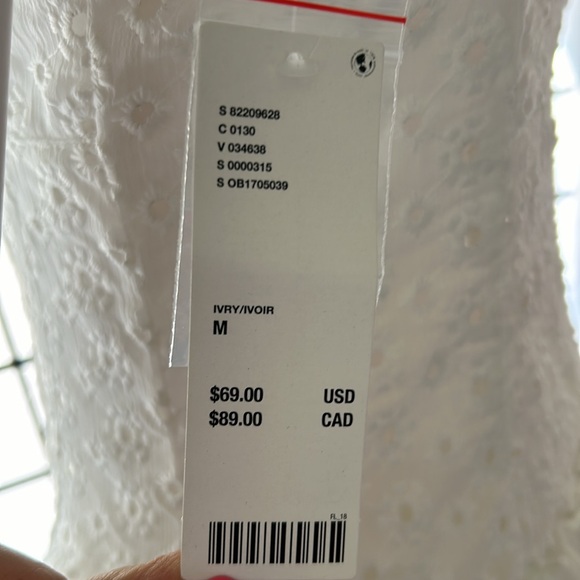 S 82209628
C 0130
V 034638
S 0000315
S OB1705039
IVRY/IVOIR
M
$69.00 USD
$89.00 CAD
FL_18